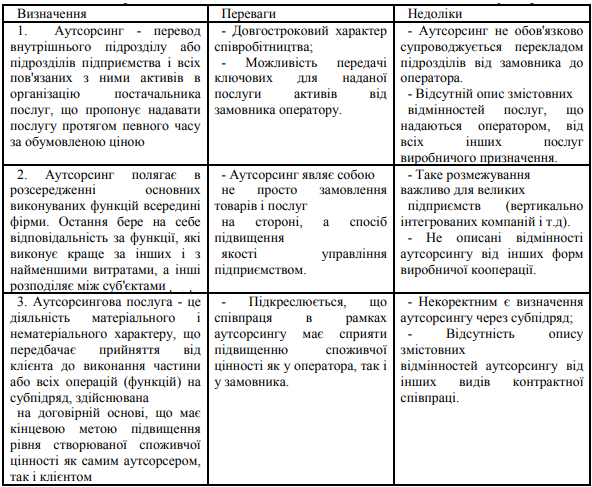 Визначення
Переваги
Недоліки
1. Аутсорсинг - перевод
внутрішнього підрозділу або
підрозділів підприємства і всіх
пов'язаних з ними активів в
організацію постачальника
послуг, що пропонує надавати
послугу протягом певного часу
за обумовленою ціною
- Довгостроковий характер
співробітництва;
- Можливість передачі
ключових для наданої
послуги активів від
замовника оператору.
- Аутсорсинг не обов'язково
супроводжується перекладом
підрозділів від замовника до
оператора.
- Відсутній опис змістовних
відмінностей послуг, що
надаються оператором, від
всіх інших послуг
виробничого призначення.
2. Аутсорсинг полягає в
розсередженні основних
виконуваних функцій всередині
фірми. Остання бере на себе
відповідальність за функції, які
виконує краще за інших і з
найменшими витратами, а інші
розподіляє між суб'єктами
- Аутсорсинг являє собою
не просто замовлення
товарів і послуг
на стороні, а спосіб
підвищення
якості управління
підприємством.
- Таке розмежування
важливо для великих
підприємств (вертикально
інтегрованих компаній і т.д).
- Не описані відмінності
аутсорсингу від інших форм
виробничої кооперації.
3. Аутсорсингова послуга - це
діяльність матеріального і
нематеріального характеру, що
передбачає прийняття від
клієнта до виконання частини
або всіх операцій (функцій) на
субпідряд, здійснювана
на договірній основі, що має
кінцевою метою підвищення
рівня створюваної споживчої
цінності як самим аутсорсером,
так і клієнтом
- Підкреслюється, що
співпраця в рамках
аутсорсингу має сприяти
підвищенню споживчої
цінності як у оператора, так і
у замовника.
- Некоректним є визначення
аутсорсингу через субпідряд;
- Відсутність опису
змістовних
відмінностей аутсорсингу від
інших видів контрактної
співпраці.